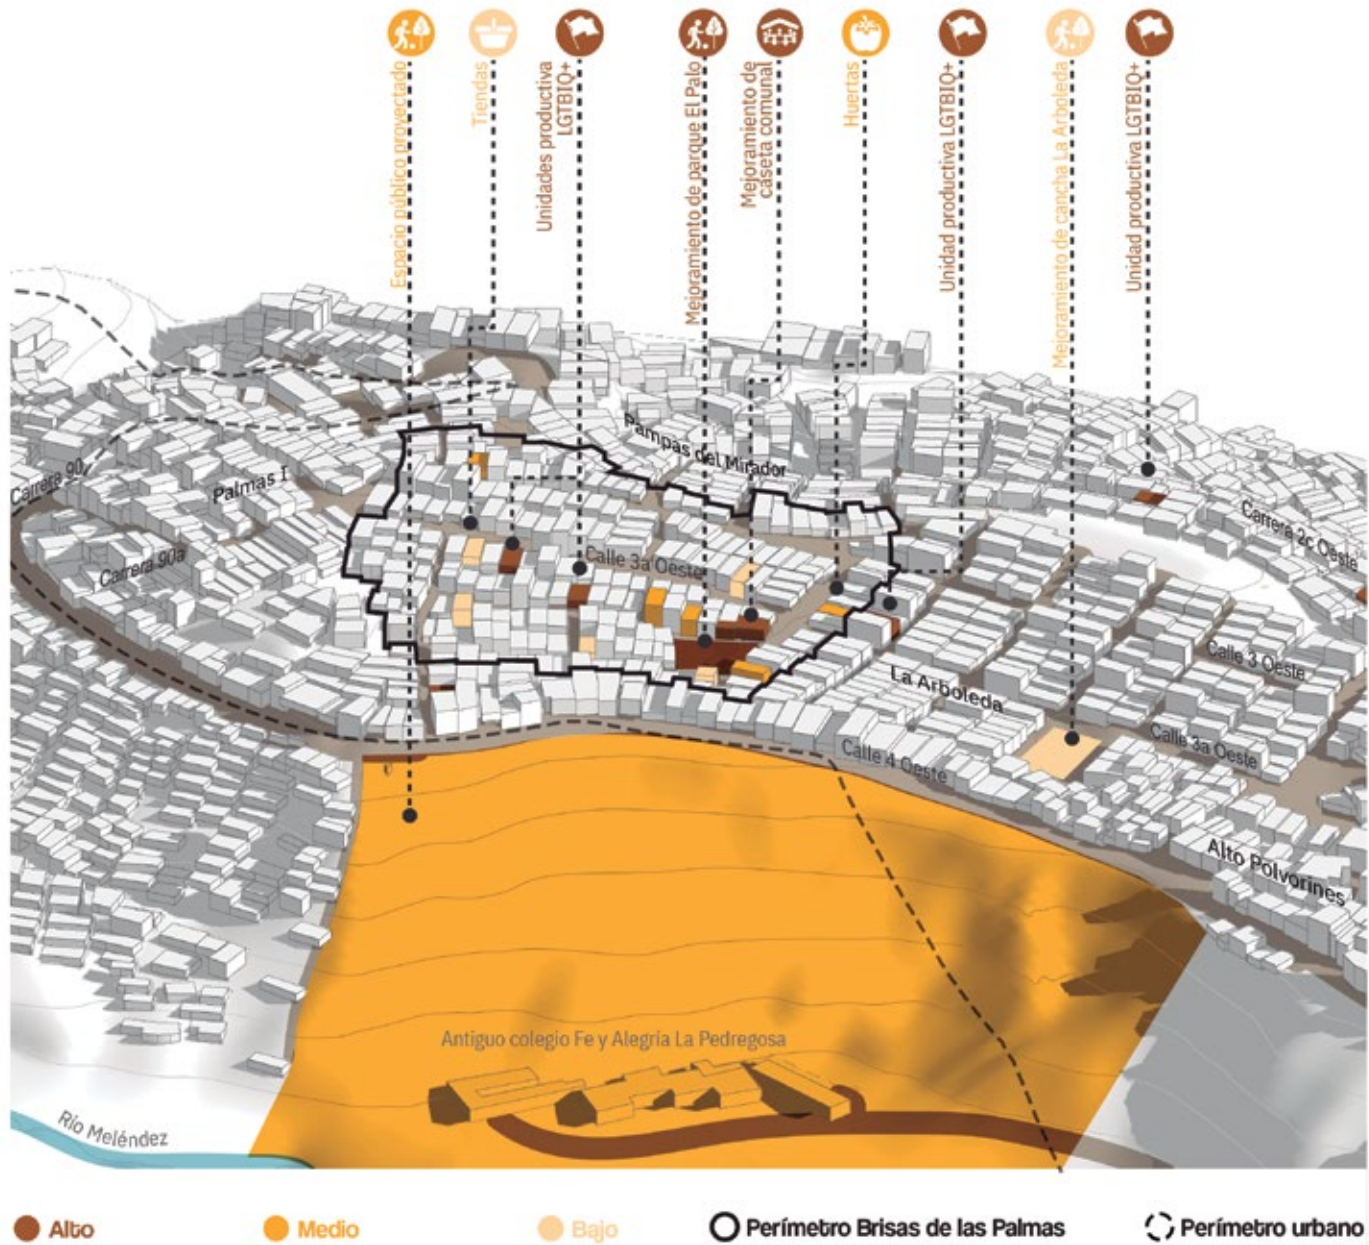 Espacio público proyectado
Tiendas
Unidades productiva
LGTBIQ+
Mejoramiento de parque El Palo
Mejoramiento de
caseta comunal
Huertas
Unidad productiva LGTBIQ+
Mejoramiento de cancha La Arboleda
Unidad productiva LGTBIQ+
Pampas del Mirador
Carrera 90
Palmas I
Carrera 90a
Calle 3a Oeste
Carrera 2c Oeste
Calle 3 Oeste
La Arboleda
Calle 3a Oeste
Calle 4 Oeste
Alto Polvorines
Antiguo colegio Fe y Alegría La Pedregosa
Río Meléndez
Alto
Medio
Bajo
Perímetro Brisas de las Palmas
Perímetro urbano